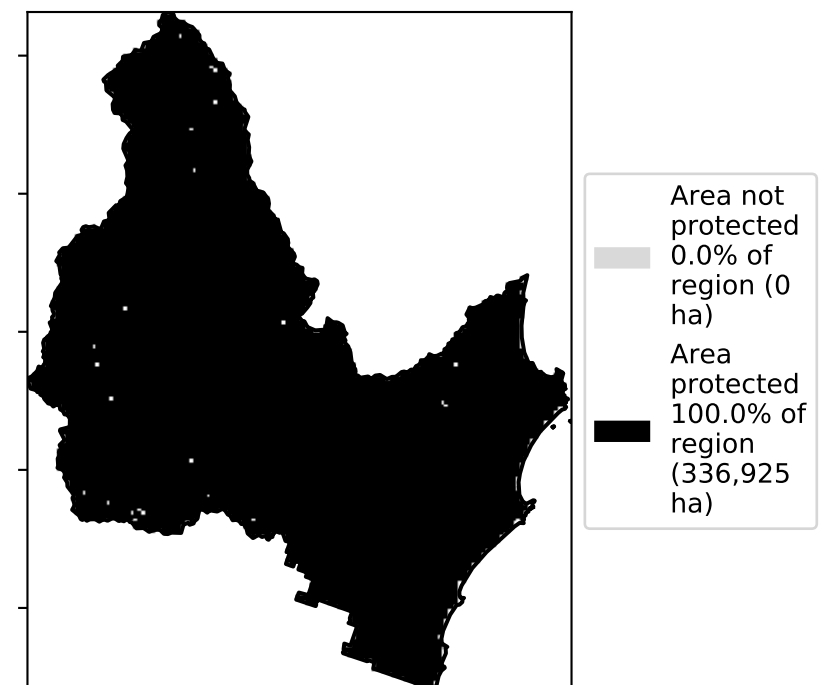 Area not
protected
0.0% of
region (0
ha)
Area
protected
100.0% of
region
(336,925
ha)